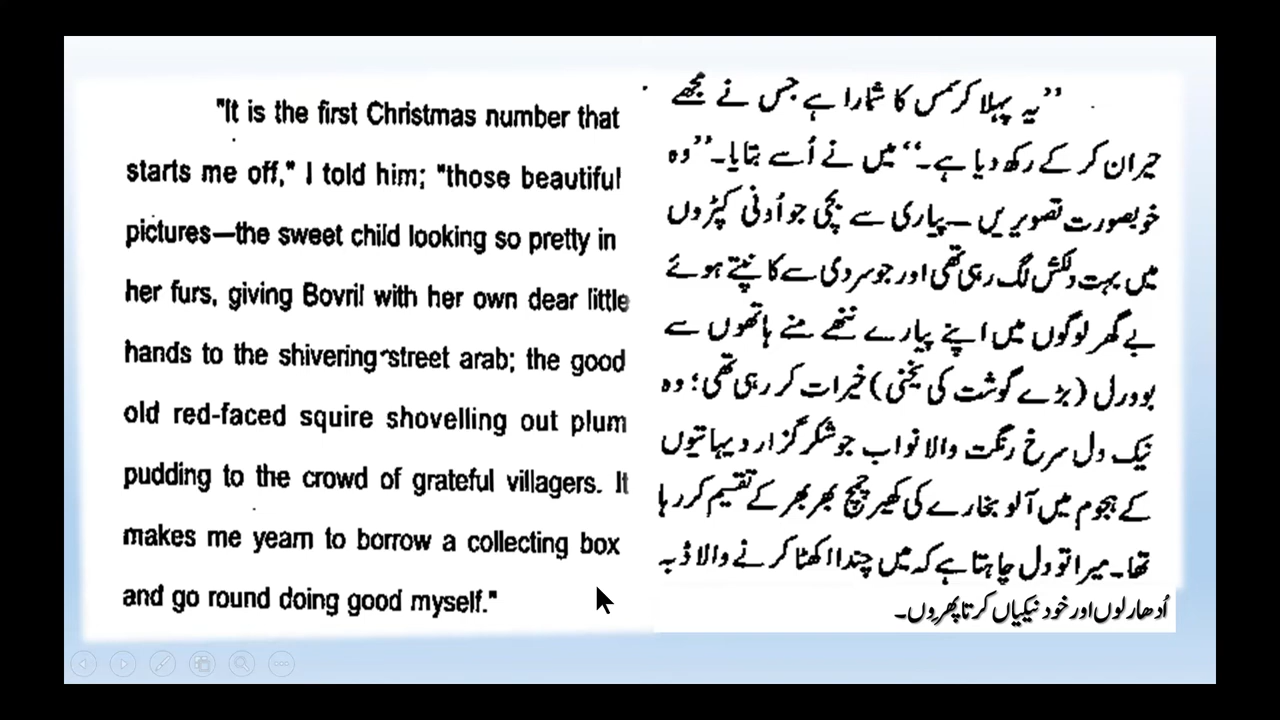 "It is the first Christmas number that
starts me off," I told him; "those beautiful
pictures—the sweet child looking so pretty in
her furs, giving Bovril with her own dear little
hands to the shivering street arab; the good
old red-faced squire shovelling out plum
pudding to the crowd of grateful villagers. It
makes me yearn to borrow a collecting box
and go round doing good myself."
”یہ پہلا کرسمس کا شمارا ہے جس نے مجھے
حیران کر کے رکھ دیا ہے۔“ میں نے اُسے بتایا۔ ”وہ
خوبصورت تصویریں ــ پیاری سے بچی جو اُونی کپڑوں
میں بہت دلکش لگ رہی تھی اور جو سردی سے کانپتے ہوئے
بے گھر لوگوں میں اپنے پیارے ننھے منے ہاتھوں سے
بوورل (بڑے گوشت کی یخنی) خیرات کر رہی تھی؛ وہ
نیک دل سرخ رنگت والا نواب جو شکر گزار دیہاتیوں
کے ہجوم میں آلو بخارے کی کھیر چمچ بھر بھر کے تقسیم کر رہا
تھا۔ میرا تو دل چاہتا ہے کہ میں چندا اکھٹا کرنے والا ڈبہ
اُدھار لوں اور خود نیکیاں کرتا پھروں۔